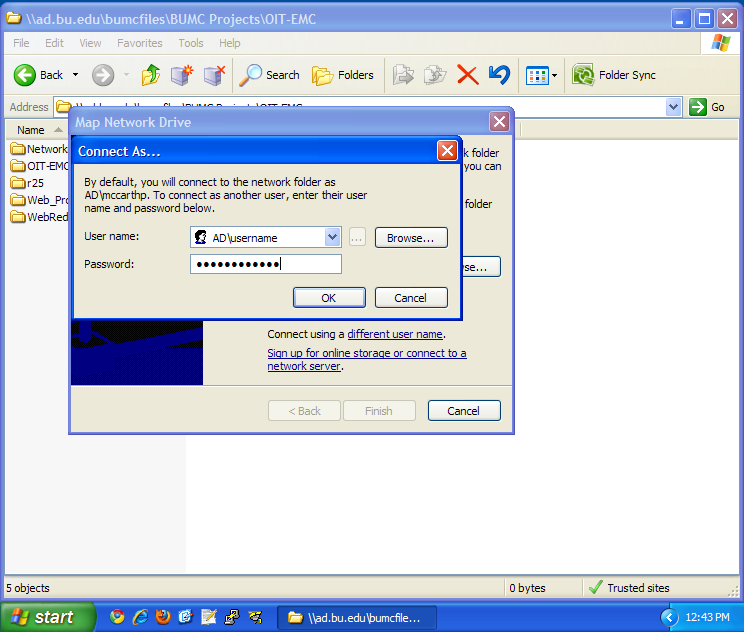 \\ad.bu.edu\bumcfiles\BUMC Projects\OIT-EMC
File Edit View Favorites Tools Help
Back Search Folders Folder Sync
Address Go
Name
Network
OIT-EMC
r25
Web_Pro
WebRed
Map Network Drive
k folder
you can
folder
se...
Connect As...
By default, you will connect to the network folder as
AD\mccarthp. To connect as another user, enter their user
name and password below.
User name: AD\username ... Browse...
Password: ●●●●●●●●●●●●
OK Cancel
Connect using a different user name.
Sign up for online storage or connect to a
network server.
< Back Finish Cancel
5 objects 0 bytes Trusted sites
start \\ad.bu.edu\bumcfile... 12:43 PM